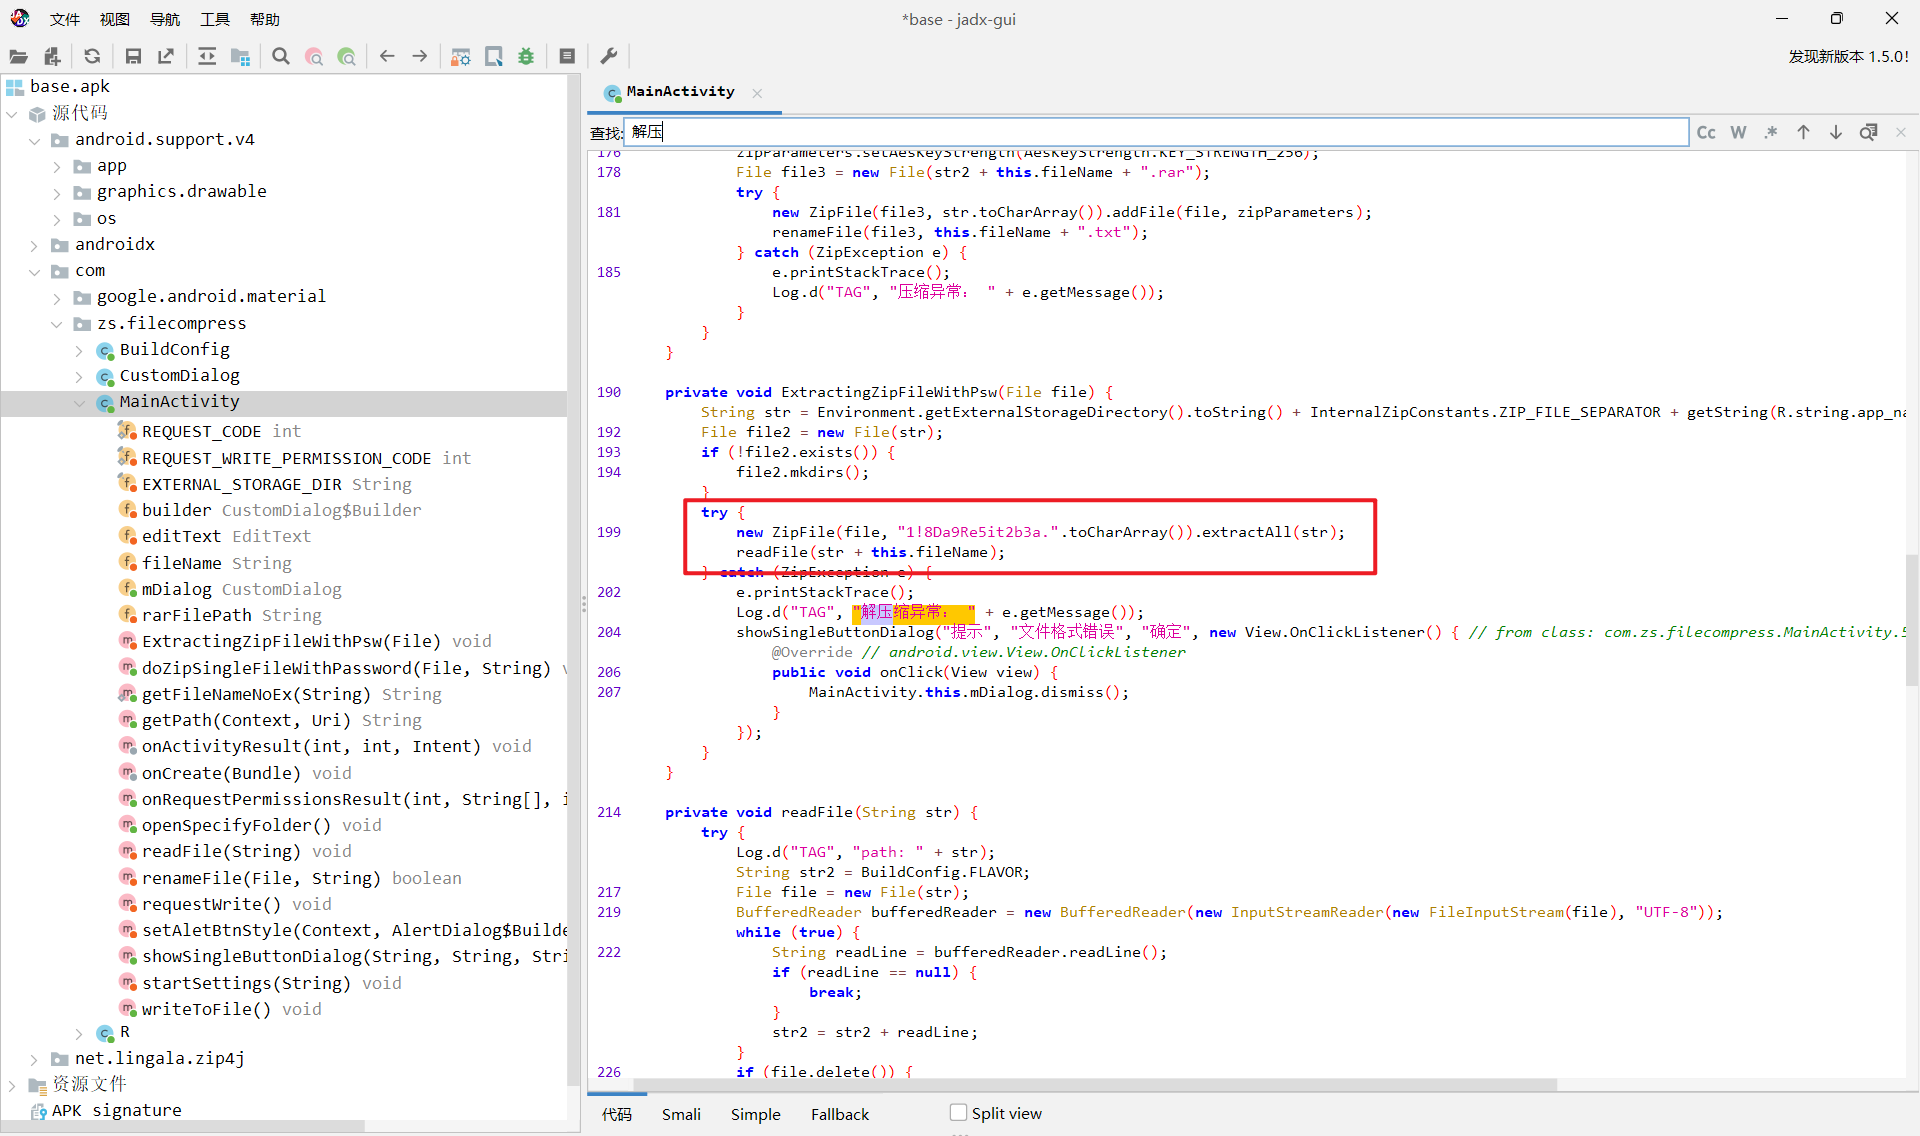 文件 视图 导航 工具 帮助
*base - jadx-gui
发现新版本 1.5.0!
base.apk
源代码
android.support.v4
app
graphics.drawable
os
androidx
com
google.android.material
zs.filecompress
BuildConfig
CustomDialog
MainActivity
REQUEST_CODE int
REQUEST_WRITE_PERMISSION_CODE int
EXTERNAL_STORAGE_DIR String
builder CustomDialog$Builder
editText EditText
fileName String
mDialog CustomDialog
rarFilePath String
ExtractingZipFileWithPsw(File) void
doZipSingleFileWithPassword(File, String) v
getFileNameNoEx(String) String
getPath(Context, Uri) String
onActivityResult(int, int, Intent) void
onCreate(Bundle) void
onRequestPermissionsResult(int, String[], i
openSpecifyFolder() void
readFile(String) void
renameFile(File, String) boolean
requestWrite() void
setAletBtnStyle(Context, AlertDialog$Builde
showSingleButtonDialog(String, String, Stri
startSettings(String) void
writeToFile() void
R
net.lingala.zip4j
资源文件
APK signature
MainActivity
查找: 解压
Cc W .*
176 zipParameters.setAesKeyStrength(AesKeyStrength.KEY_STRENGTH_256);
178 File file3 = new File(str2 + this.fileName + ".rar");
try {
181 new ZipFile(file3, str.toCharArray()).addFile(file, zipParameters);
renameFile(file3, this.fileName + ".txt");
} catch (ZipException e) {
185 e.printStackTrace();
Log.d("TAG", "压缩异常： " + e.getMessage());
}
}
}
190 private void ExtractingZipFileWithPsw(File file) {
String str = Environment.getExternalStorageDirectory().toString() + InternalZipConstants.ZIP_FILE_SEPARATOR + getString(R.string.app_na
192 File file2 = new File(str);
193 if (!file2.exists()) {
194 file2.mkdirs();
}
try {
199 new ZipFile(file, "1!8Da9Re5it2b3a.".toCharArray()).extractAll(str);
readFile(str + this.fileName);
} catch (ZipException e) {
202 e.printStackTrace();
Log.d("TAG", "解压缩异常： " + e.getMessage());
204 showSingleButtonDialog("提示", "文件格式错误", "确定", new View.OnClickListener() { // from class: com.zs.filecompress.MainActivity.5
@Override // android.view.View.OnClickListener
206 public void onClick(View view) {
207 MainActivity.this.mDialog.dismiss();
}
});
}
}
214 private void readFile(String str) {
try {
Log.d("TAG", "path: " + str);
String str2 = BuildConfig.FLAVOR;
217 File file = new File(str);
219 BufferedReader bufferedReader = new BufferedReader(new InputStreamReader(new FileInputStream(file), "UTF-8"));
while (true) {
222 String readLine = bufferedReader.readLine();
if (readLine == null) {
break;
}
str2 = str2 + readLine;
}
226 if (file.delete()) {
代码 Smali Simple Fallback Split view